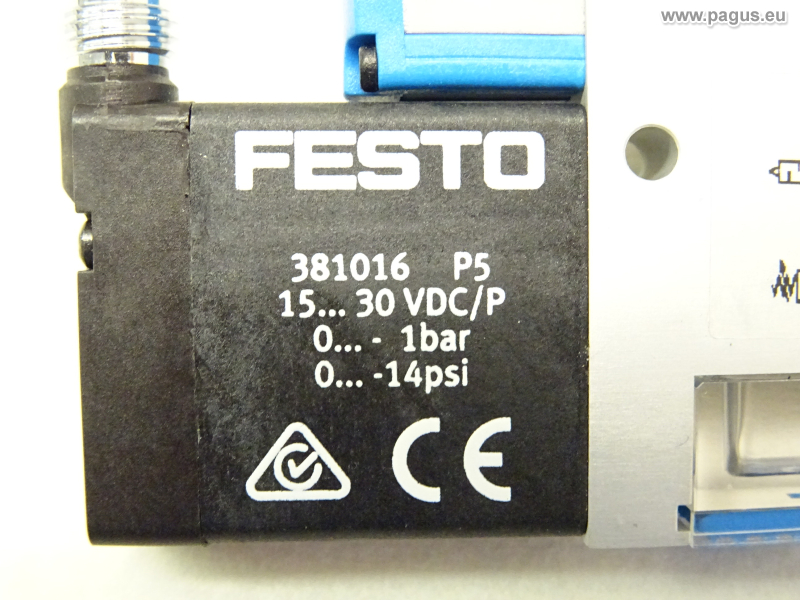 www.pagus.eu
FESTO
381016 P5
15... 30 VDC/P
0... - 1bar
0... -14psi
CE